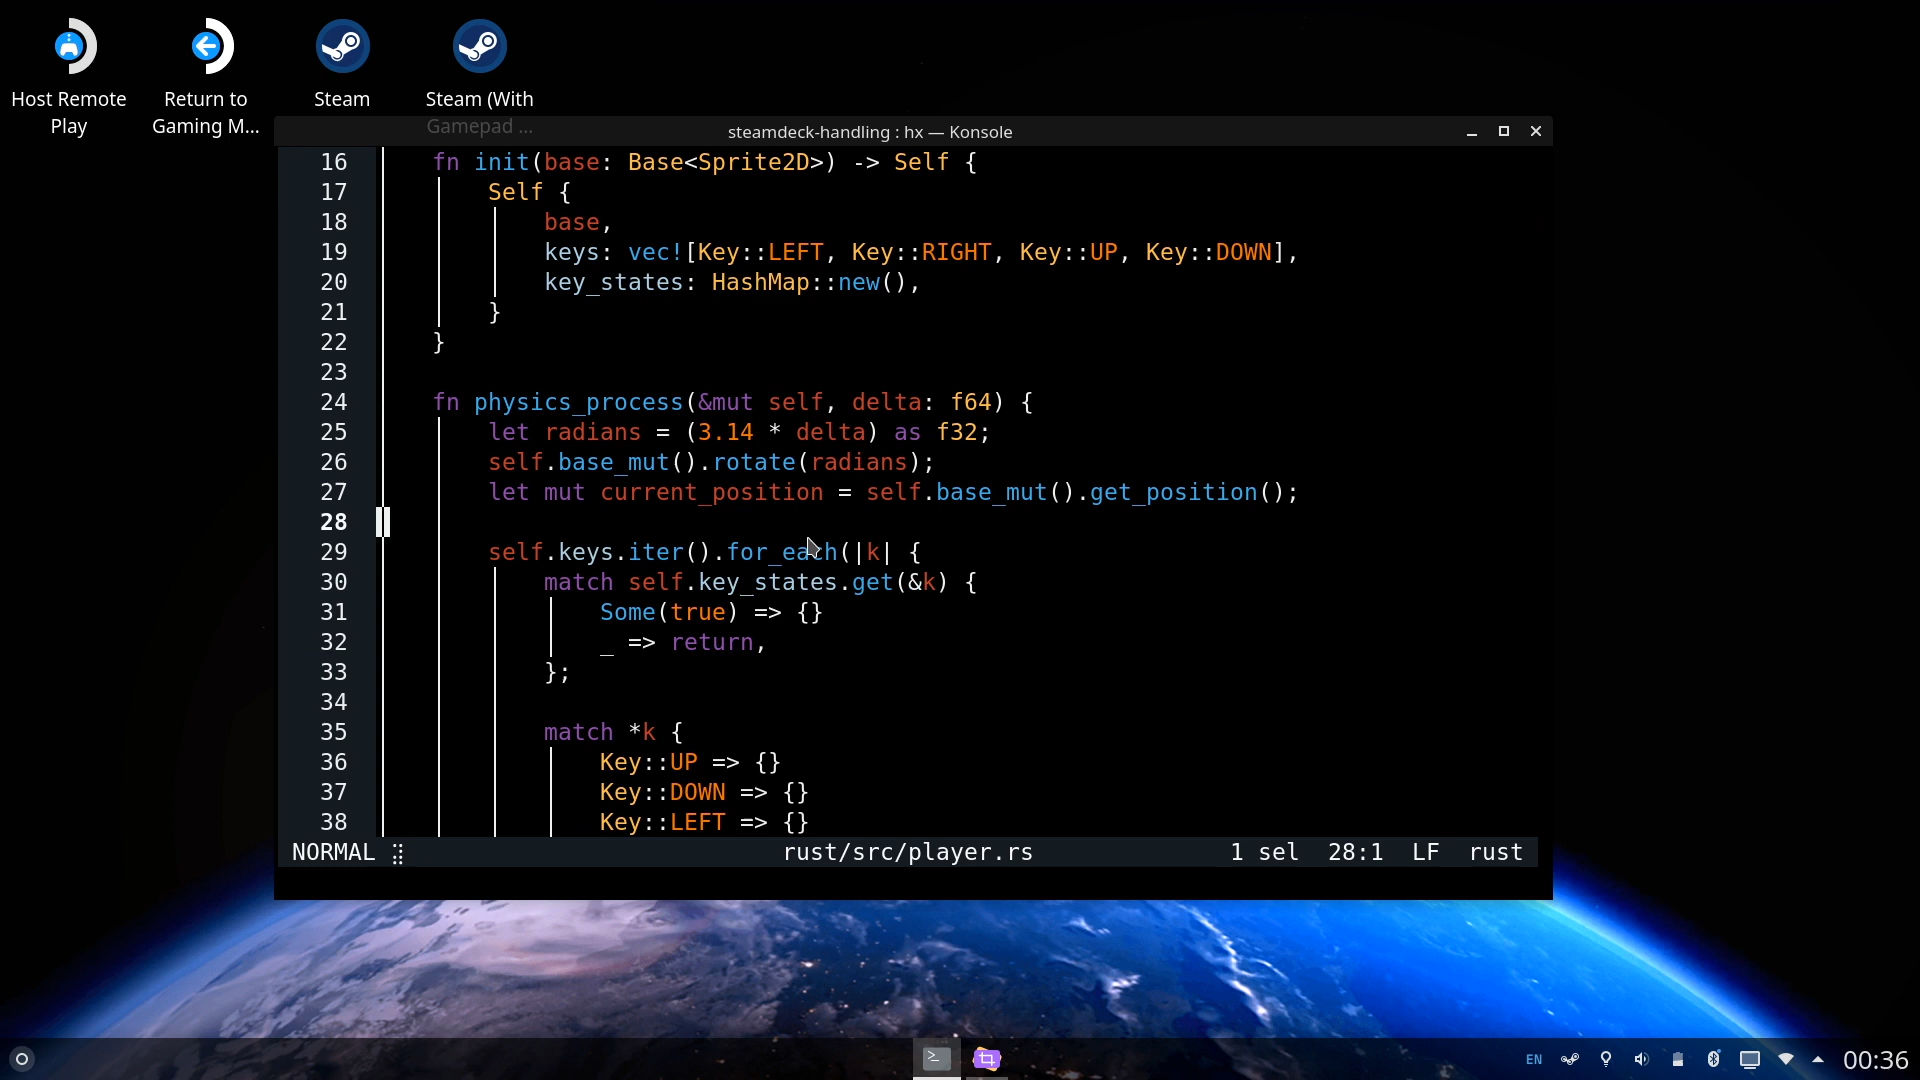 Host Remote
Play
Return to
Gaming M...
Steam
Steam (With
Gamepad ...
steamdeck-handling : hx — Konsole
16 fn init(base: Base<Sprite2D>) -> Self {
17 Self {
18 base,
19 keys: vec![Key::LEFT, Key::RIGHT, Key::UP, Key::DOWN],
20 key_states: HashMap::new(),
21 }
22 }
23
24 fn physics_process(&mut self, delta: f64) {
25 let radians = (3.14 * delta) as f32;
26 self.base_mut().rotate(radians);
27 let mut current_position = self.base_mut().get_position();
28
29 self.keys.iter().for_each(|k| {
30 match self.key_states.get(&k) {
31 Some(true) => {}
32 _ => return,
33 };
34
35 match *k {
36 Key::UP => {}
37 Key::DOWN => {}
38 Key::LEFT => {}
NORMAL rust/src/player.rs 1 sel 28:1 LF rust
EN 00:36